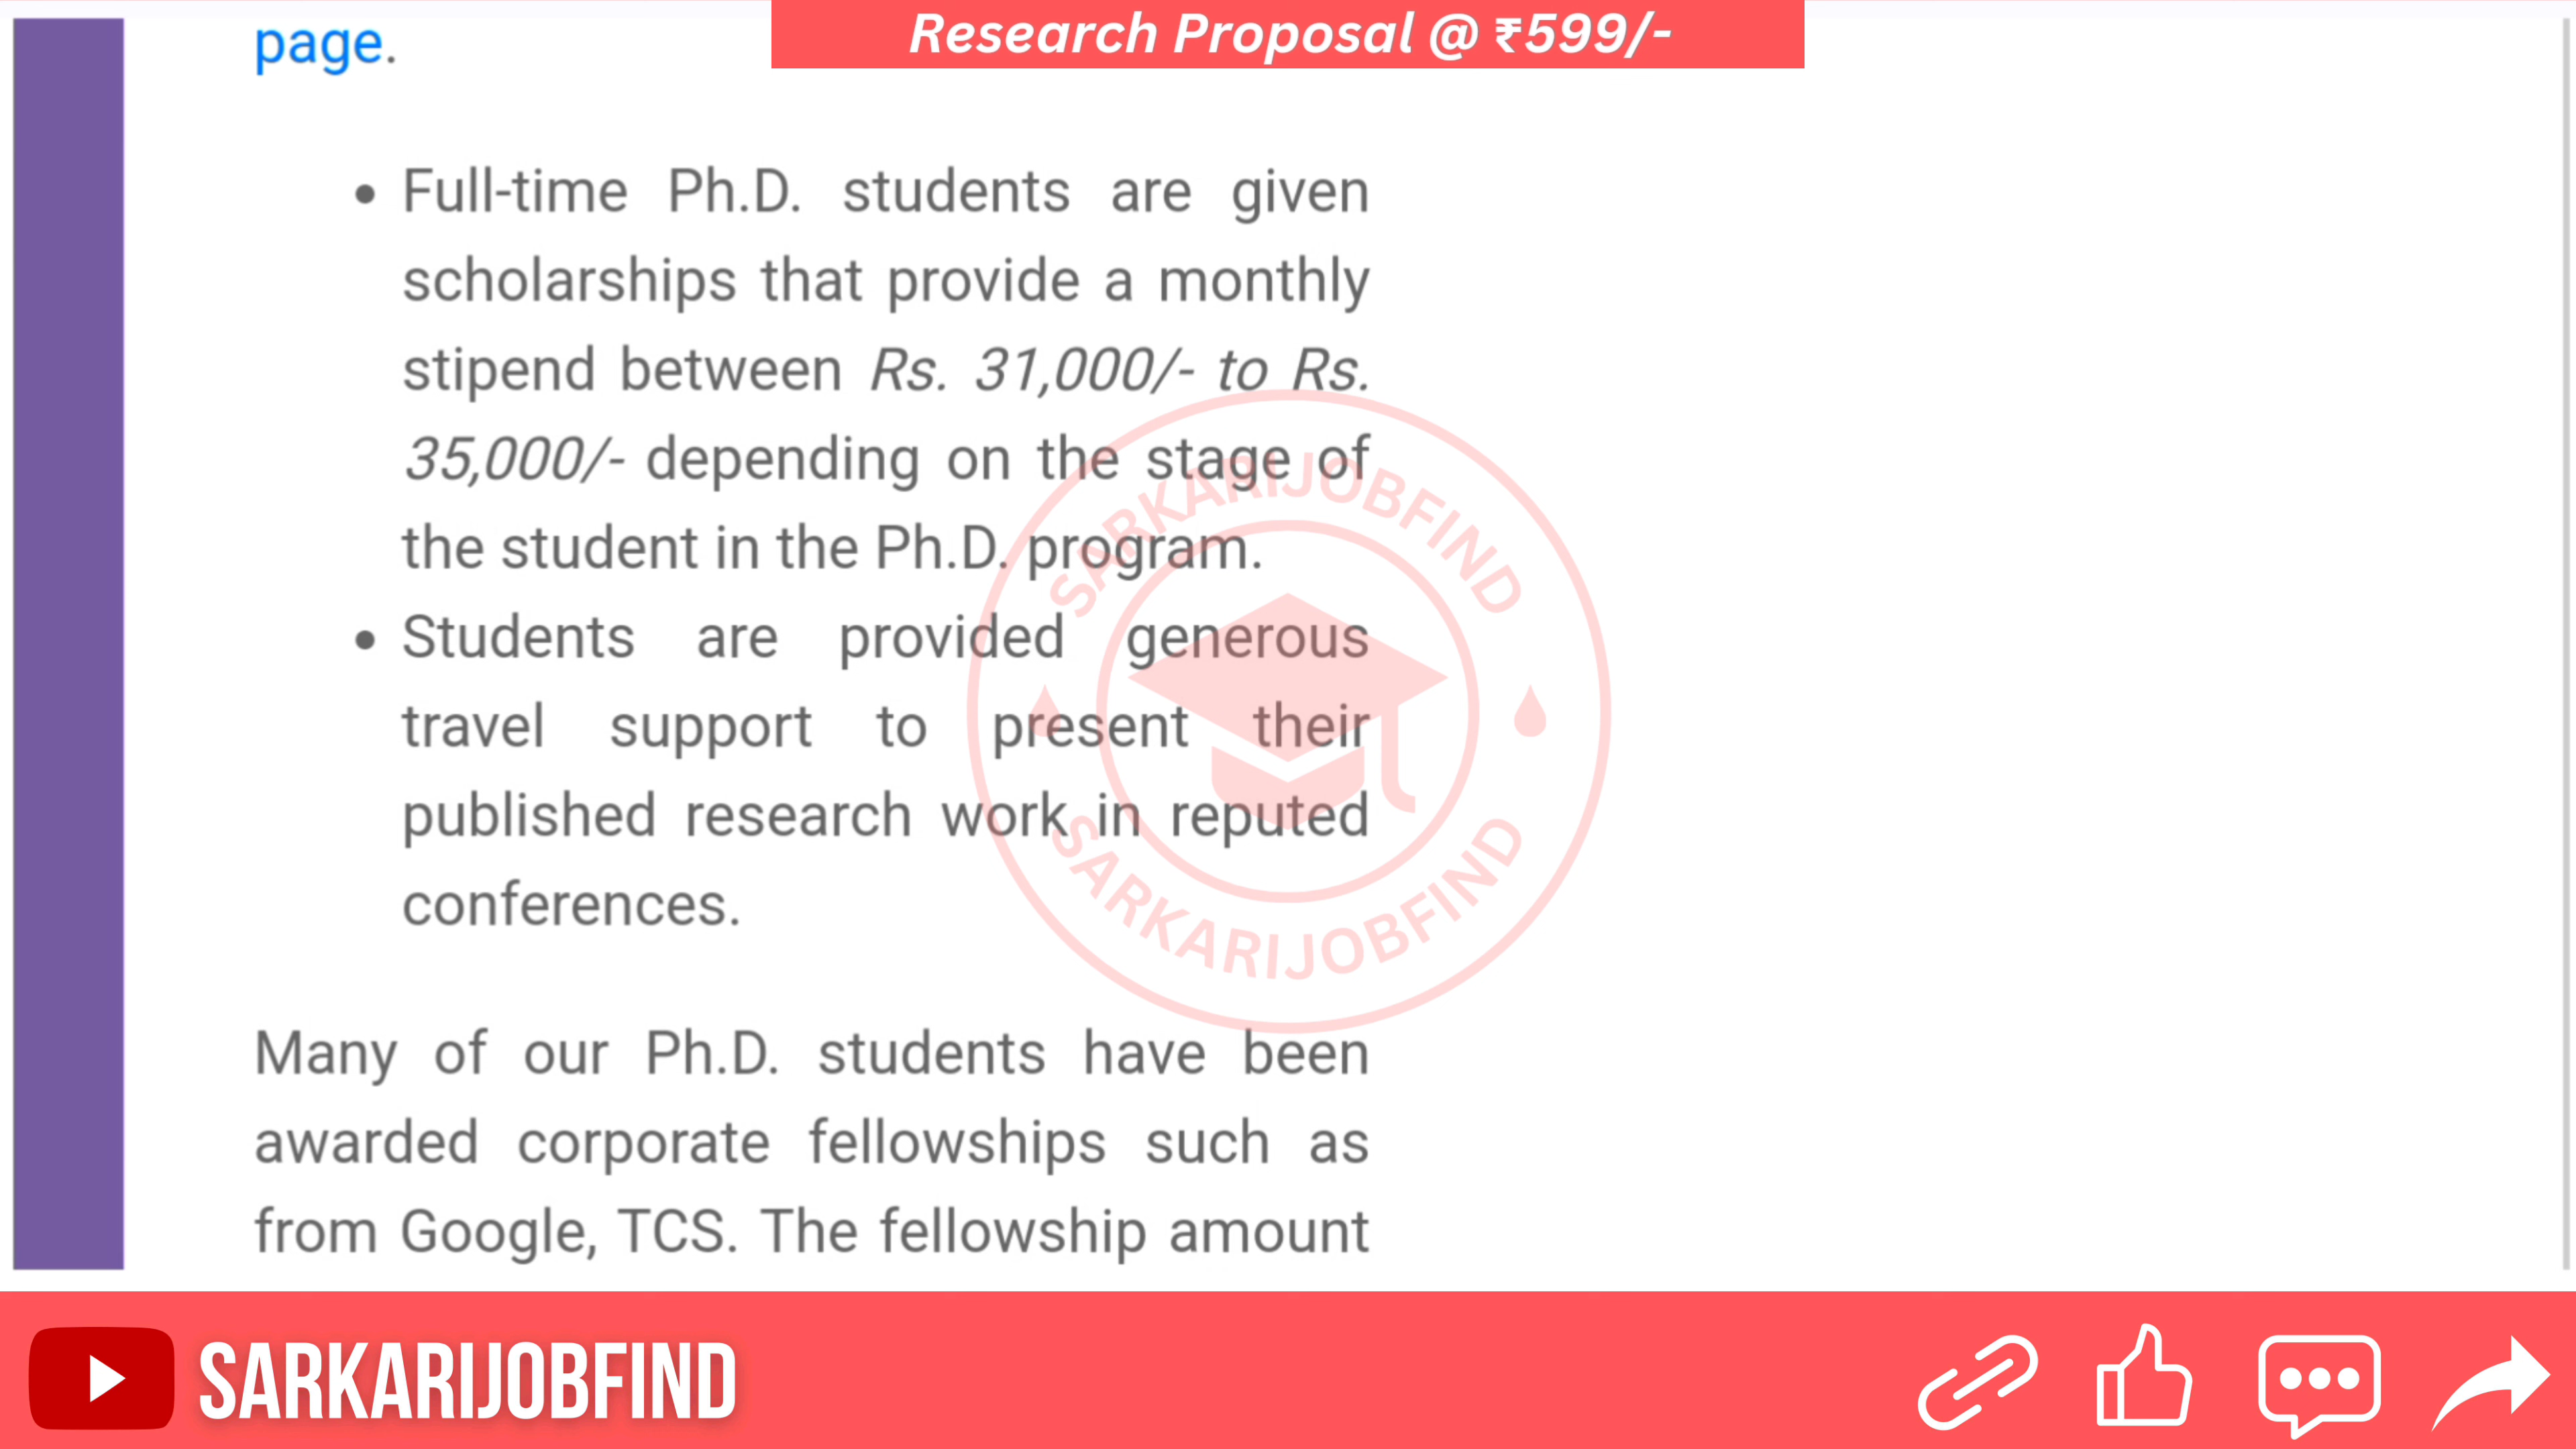 Research Proposal @ ₹599/-
page.
• Full-time Ph.D. students are given
scholarships that provide a monthly
stipend between Rs. 31,000/- to Rs.
35,000/- depending on the stage of
the student in the Ph.D. program.
• Students are provided generous
travel support to present their
published research work in reputed
conferences.
Many of our Ph.D. students have been
awarded corporate fellowships such as
from Google, TCS. The fellowship amount
SARKARIJOBFIND
SARKARIJOBFIND
SARKARIJOBFIND